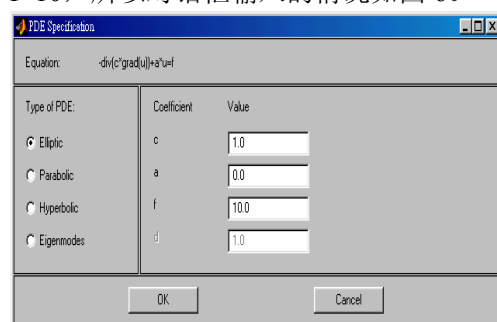 PDE Specification
Equation: -div(c*grad(u))+a*u=f
Type of PDE: Coefficient Value
Elliptic c 1.0
Parabolic a 0.0
Hyperbolic f 10.0
Eigenmodes d 1.0
OK Cancel